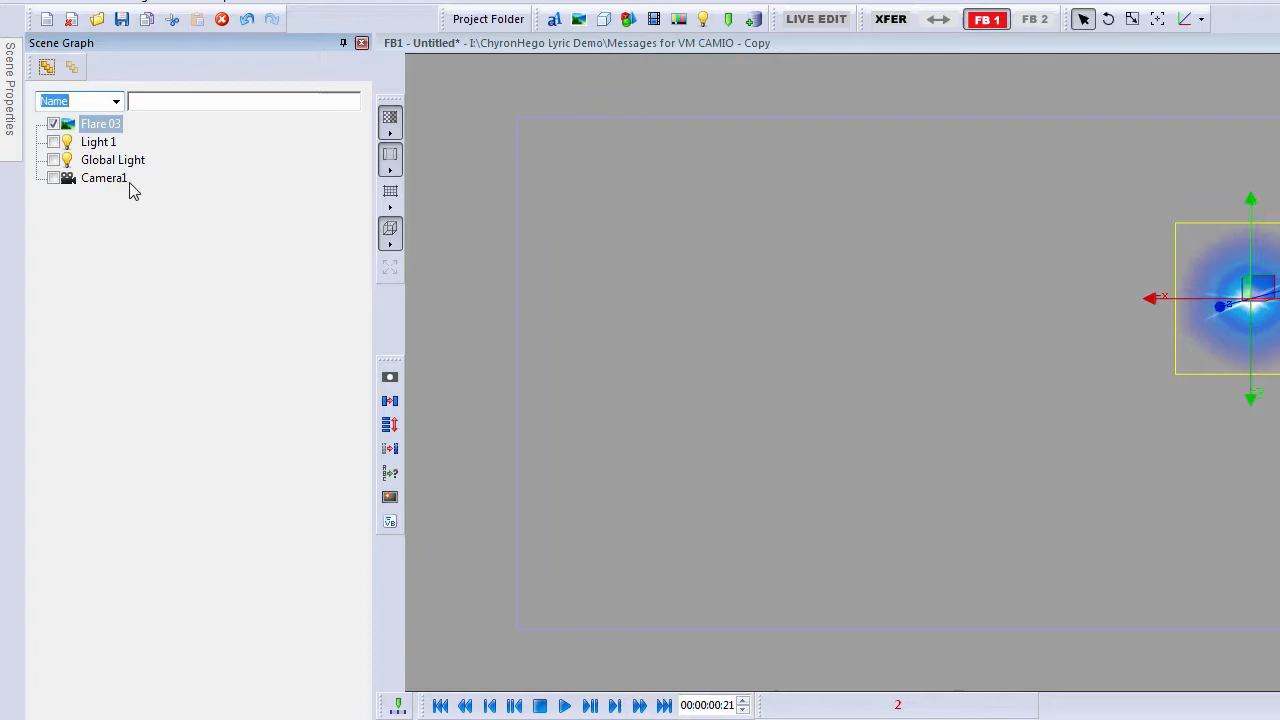 Project Folder
LIVE EDIT
XFER
FB 1
FB 2
Scene Properties
Scene Graph
FB1 - Untitled* - I:\ChyronHego Lyric Demo\Messages for VM CAMIO - Copy
Name
Flare 03
Light 1
Global Light
Camera1
00:00:00:21
2